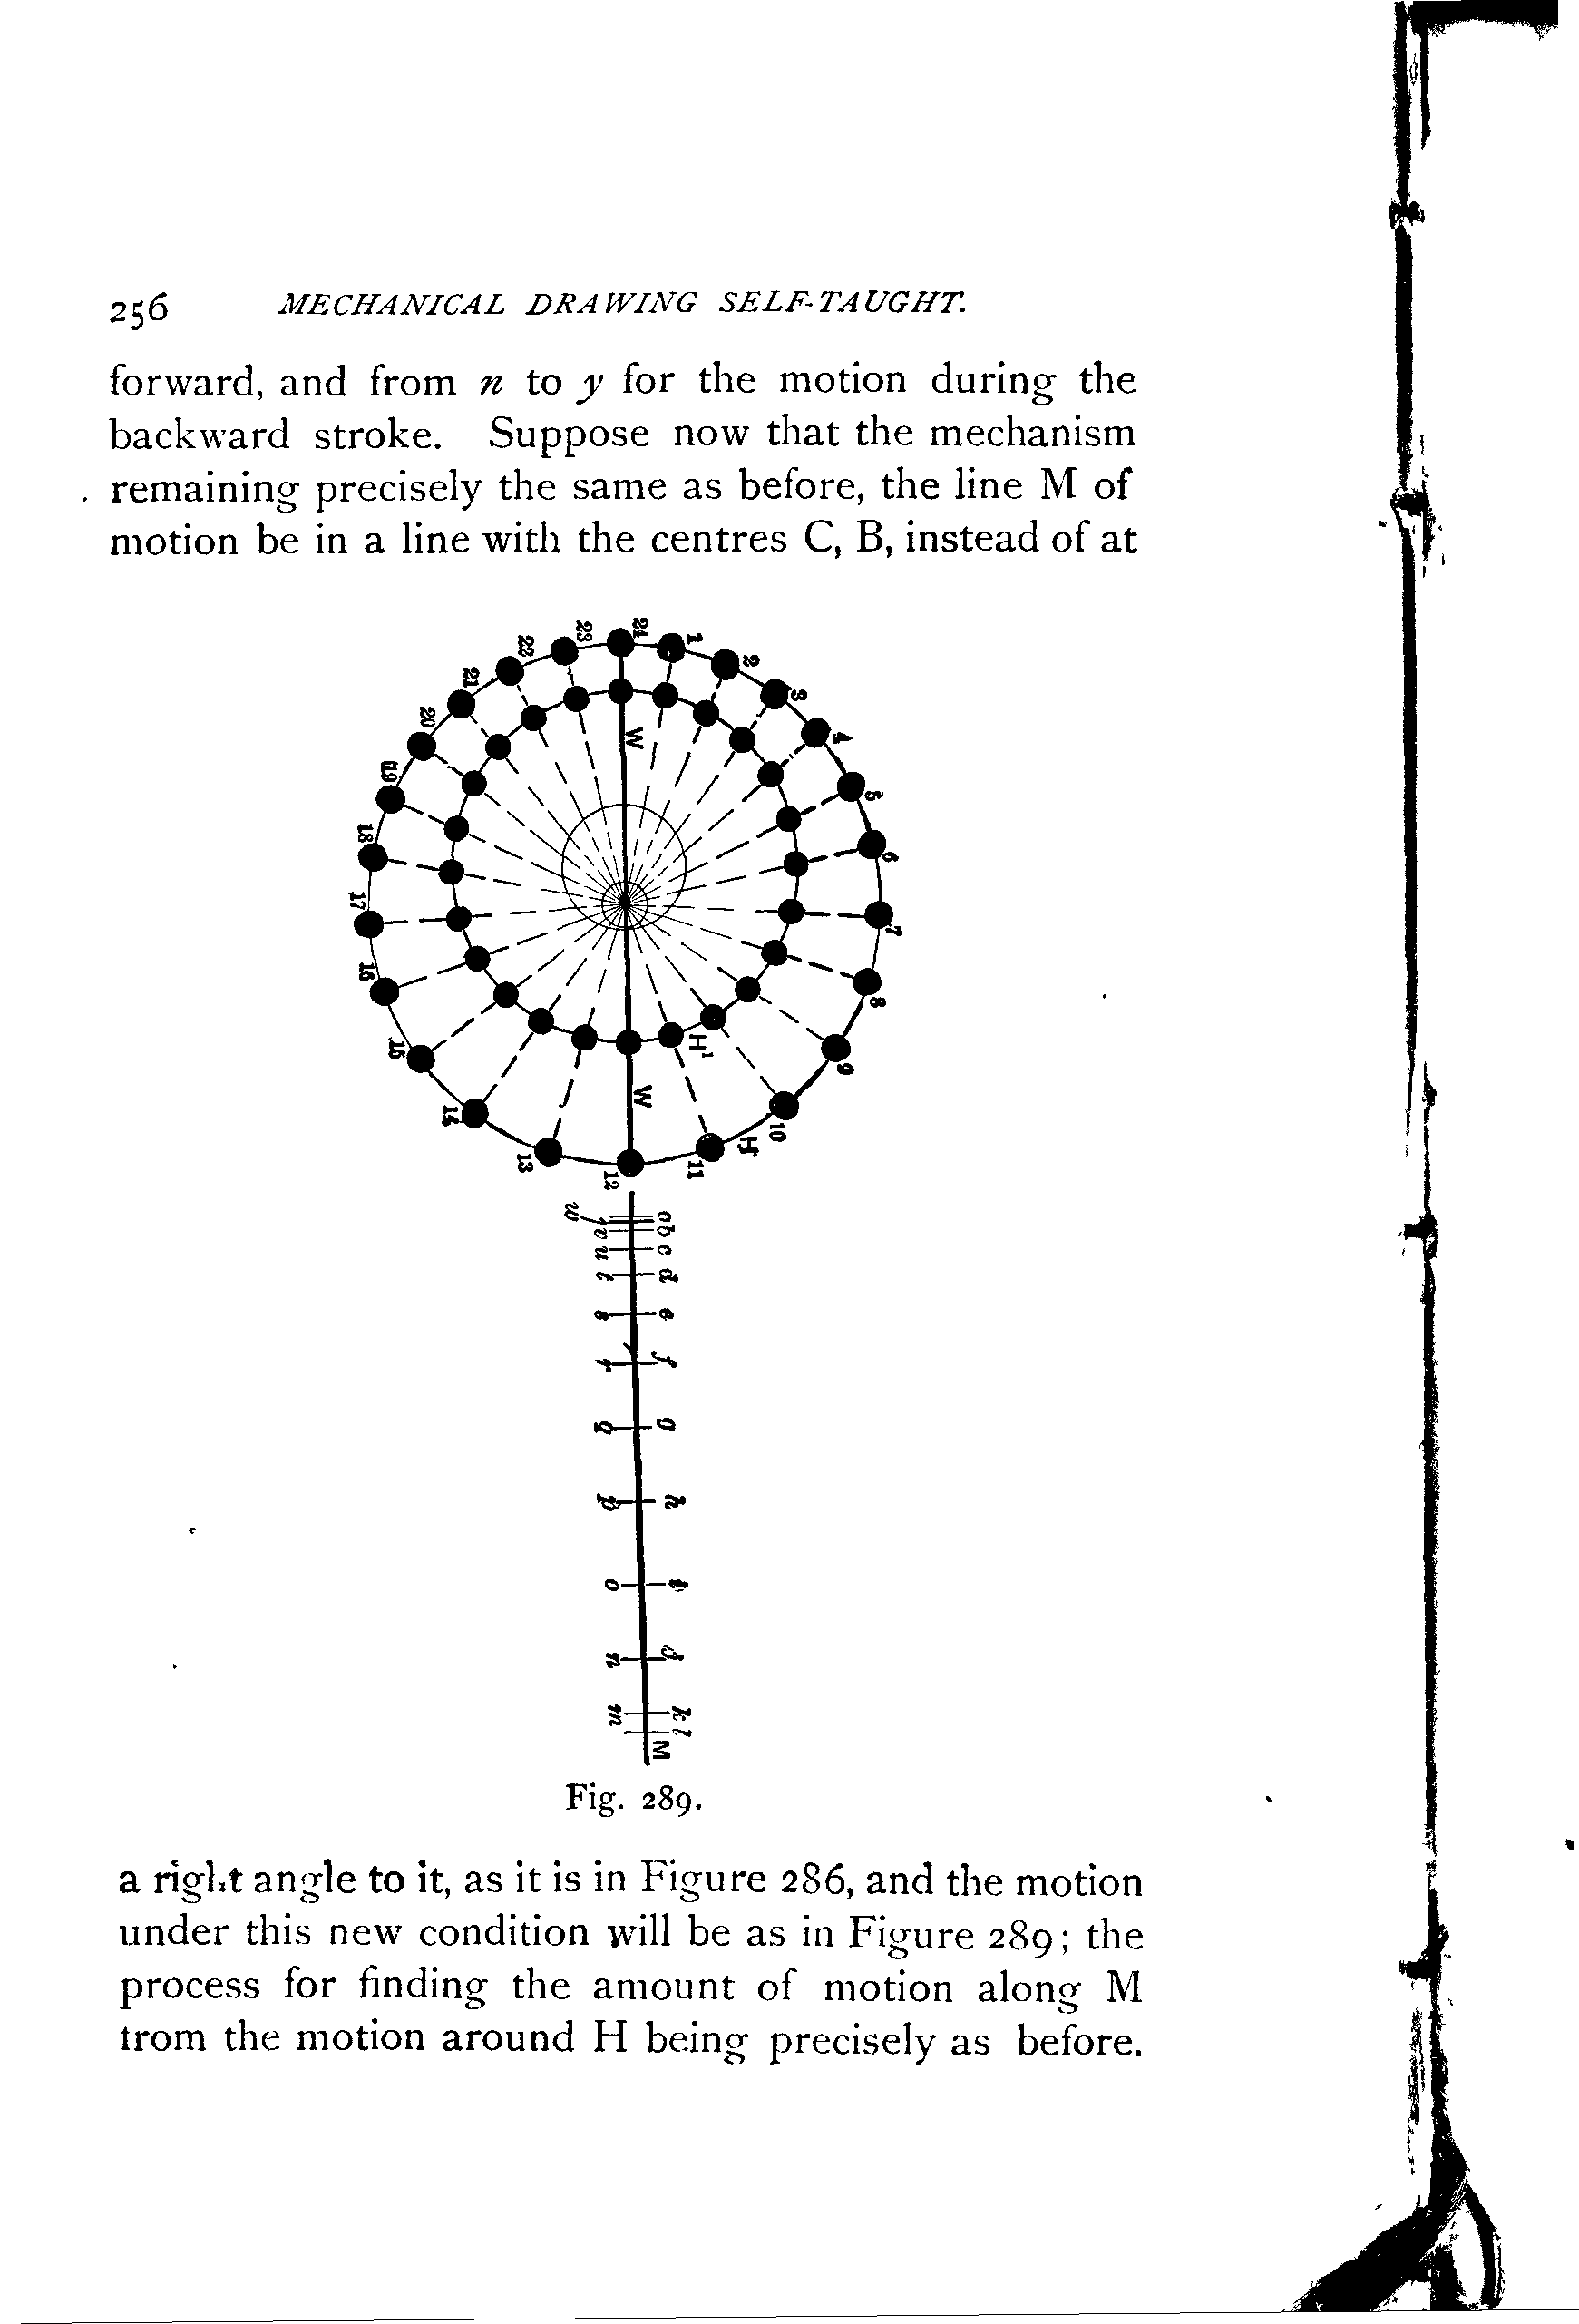 256 MECHANICAL DRAWING SELF-TAUGHT.
forward, and from n to y for the motion during the
backward stroke. Suppose now that the mechanism
remaining precisely the same as before, the line M of
motion be in a line with the centres C, B, instead of at
24 1 2 3 4 5 6 7 8 9 10 11 12 13 14 15 16 17 18 19 20 21 22 23
W
H¹
W
H
w o b
v c
u d
t e
s f
r g
q h
p i
o j
n k l
m M
Fig. 289.
a right angle to it, as it is in Figure 286, and the motion
under this new condition will be as in Figure 289; the
process for finding the amount of motion along M
from the motion around H being precisely as before.